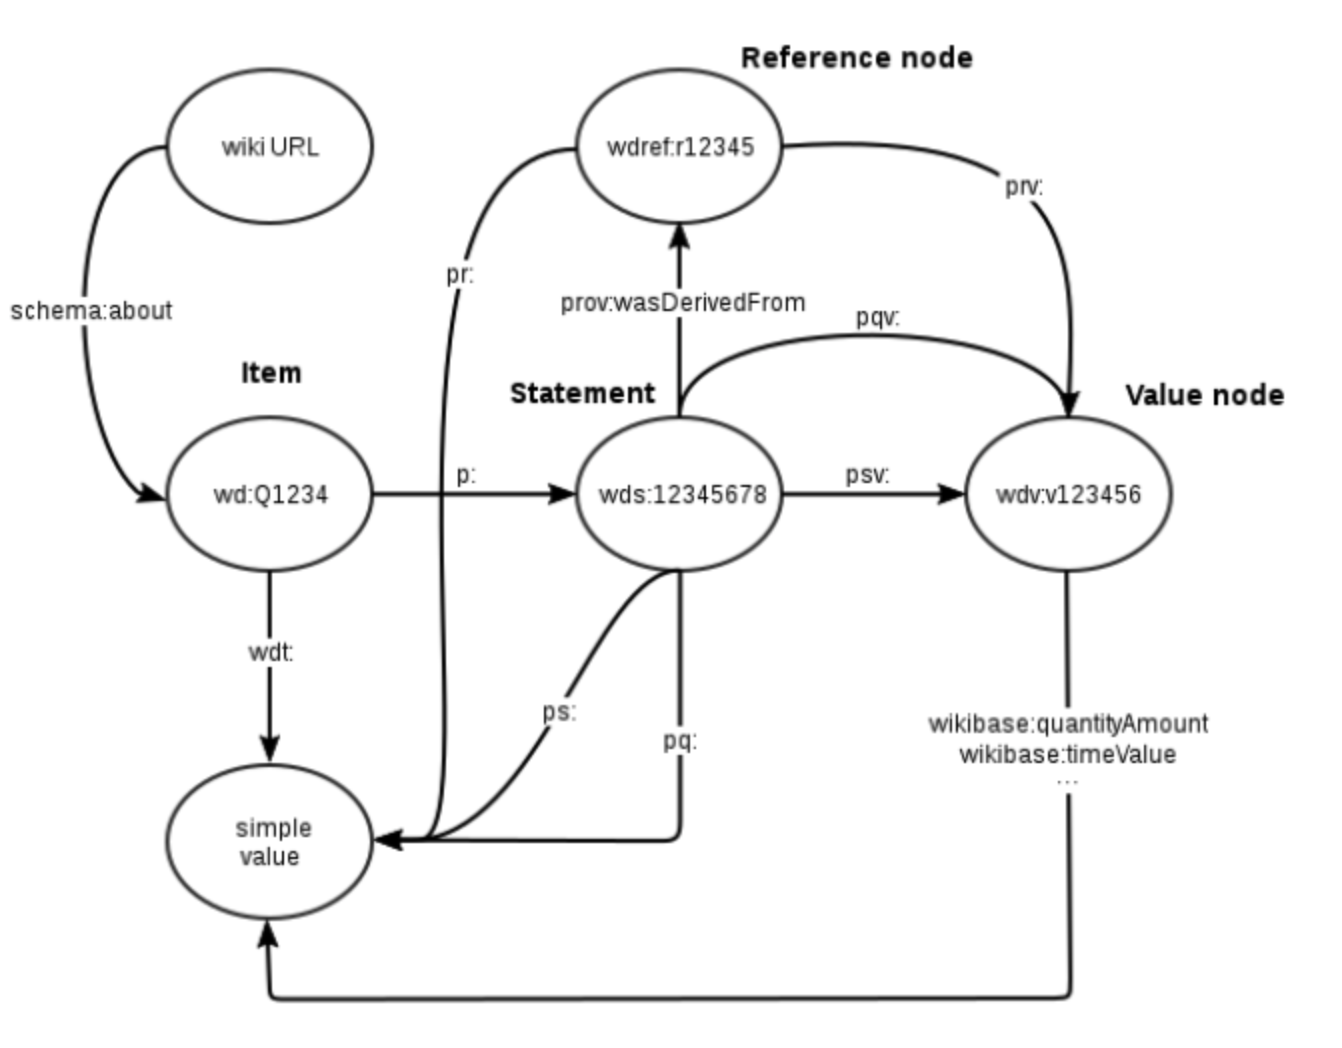 Reference node
wiki URL
wdref:r12345
prv:
pr:
prov:wasDerivedFrom
schema:about
pqv:
Item
Statement
Value node
wd:Q1234
p:
wds:12345678
psv:
wdv:v123456
wdt:
ps:
pq:
wikibase:quantityAmount
wikibase:timeValue
...
simple
value